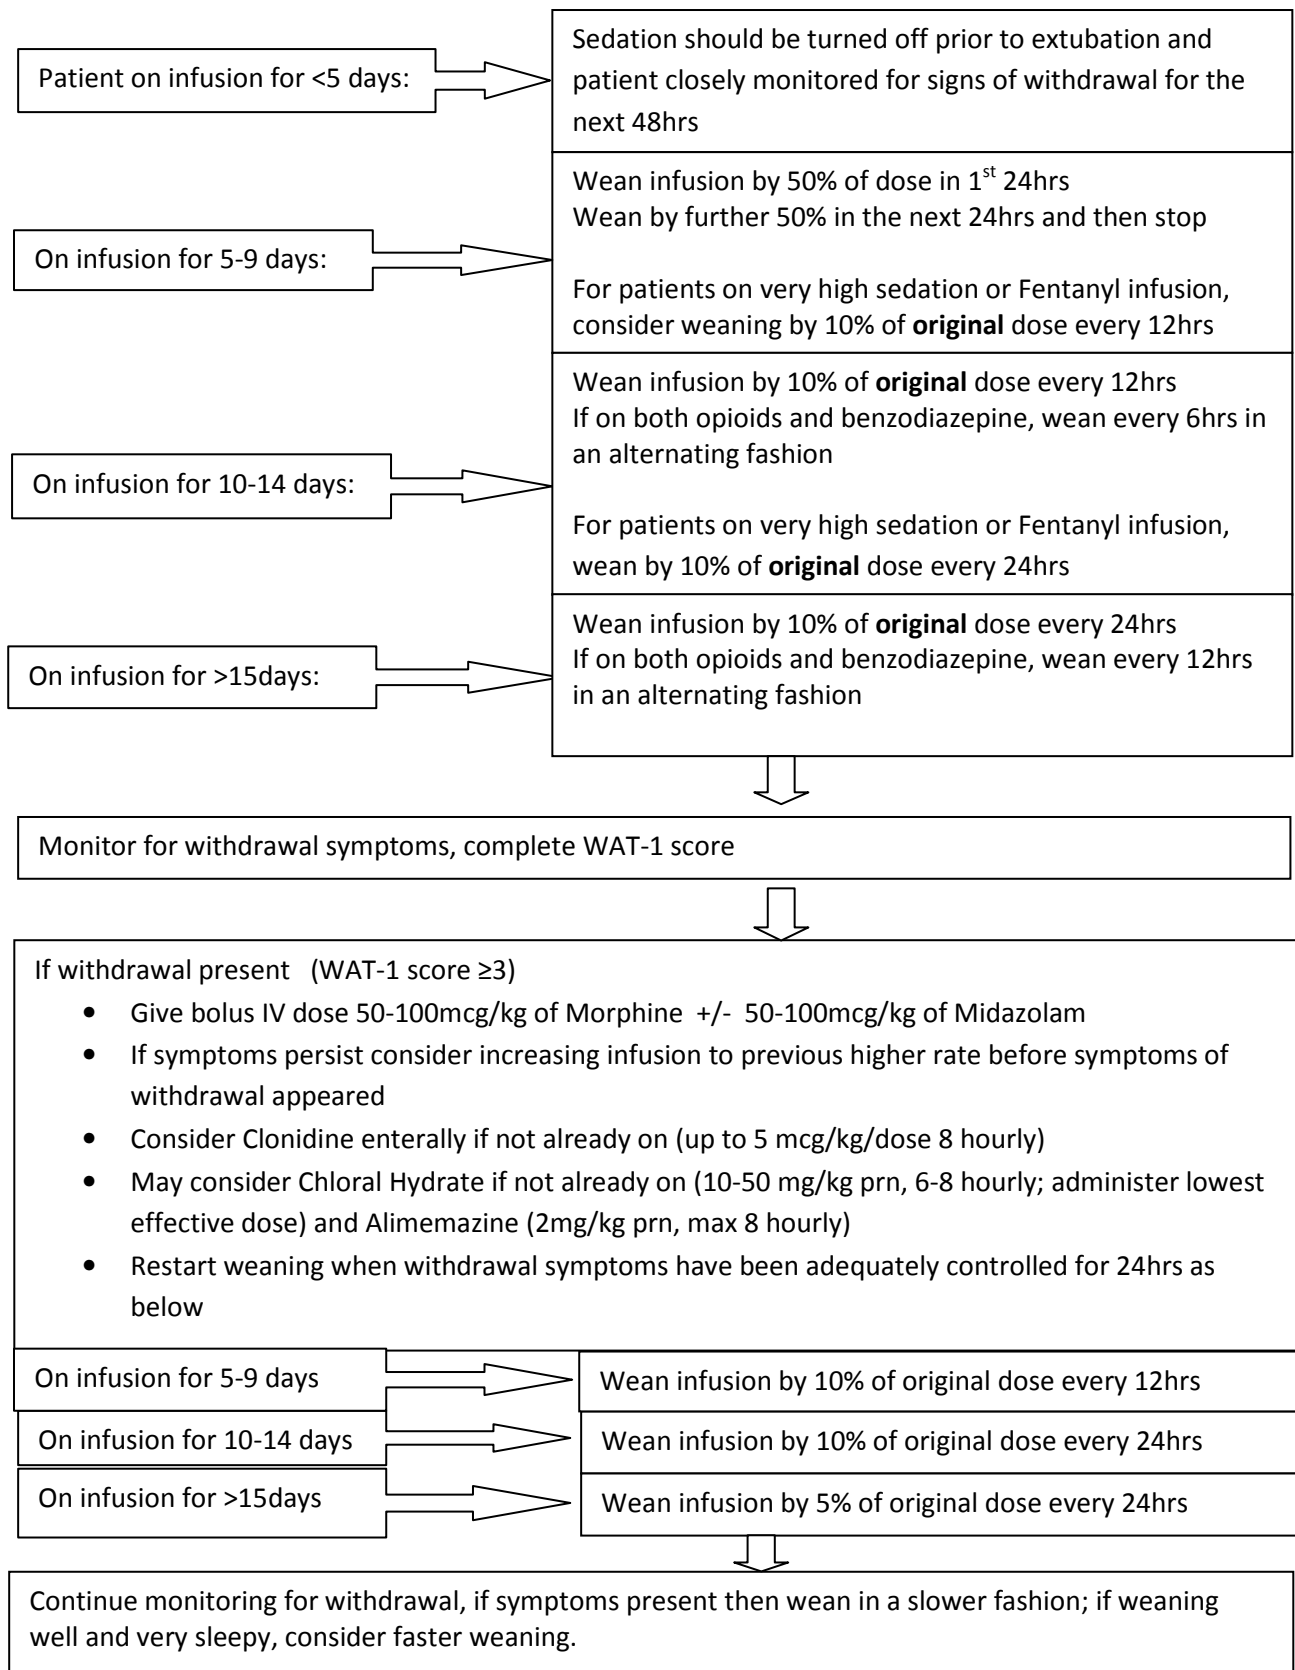 Patient on infusion for <5 days:
Sedation should be turned off prior to extubation and
patient closely monitored for signs of withdrawal for the
next 48hrs
On infusion for 5-9 days:
Wean infusion by 50% of dose in 1st 24hrs
Wean by further 50% in the next 24hrs and then stop
For patients on very high sedation or Fentanyl infusion,
consider weaning by 10% of original dose every 12hrs
On infusion for 10-14 days:
Wean infusion by 10% of original dose every 12hrs
If on both opioids and benzodiazepine, wean every 6hrs in
an alternating fashion
For patients on very high sedation or Fentanyl infusion,
wean by 10% of original dose every 24hrs
On infusion for >15days:
Wean infusion by 10% of original dose every 24hrs
If on both opioids and benzodiazepine, wean every 12hrs
in an alternating fashion
Monitor for withdrawal symptoms, complete WAT-1 score
If withdrawal present (WAT-1 score ≥3)
• Give bolus IV dose 50-100mcg/kg of Morphine +/- 50-100mcg/kg of Midazolam
• If symptoms persist consider increasing infusion to previous higher rate before symptoms of
withdrawal appeared
• Consider Clonidine enterally if not already on (up to 5 mcg/kg/dose 8 hourly)
• May consider Chloral Hydrate if not already on (10-50 mg/kg prn, 6-8 hourly; administer lowest
effective dose) and Alimemazine (2mg/kg prn, max 8 hourly)
• Restart weaning when withdrawal symptoms have been adequately controlled for 24hrs as
below
On infusion for 5-9 days
Wean infusion by 10% of original dose every 12hrs
On infusion for 10-14 days
Wean infusion by 10% of original dose every 24hrs
On infusion for >15days
Wean infusion by 5% of original dose every 24hrs
Continue monitoring for withdrawal, if symptoms present then wean in a slower fashion; if weaning
well and very sleepy, consider faster weaning.